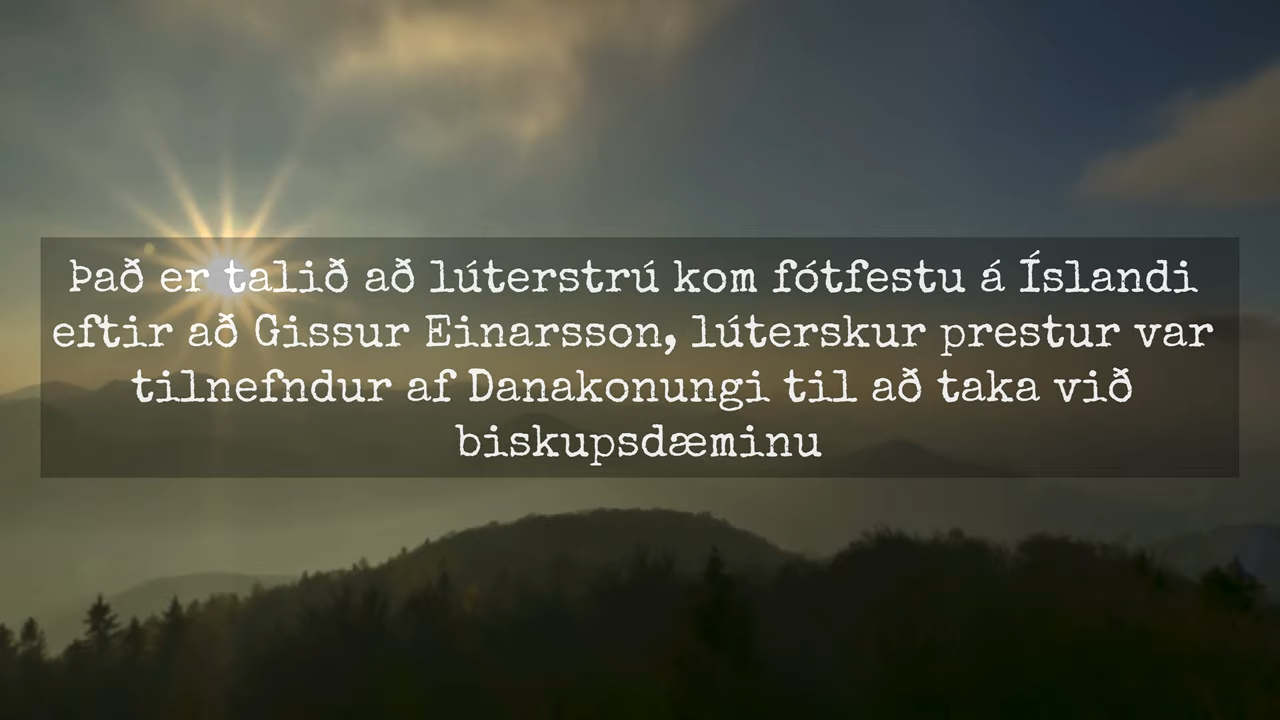 Það er talið að lúterstrú kom fótfestu á Íslandi
eftir að Gissur Einarsson, lúterskur prestur var
tilnefndur af Danakonungi til að taka við
biskupsdæminu